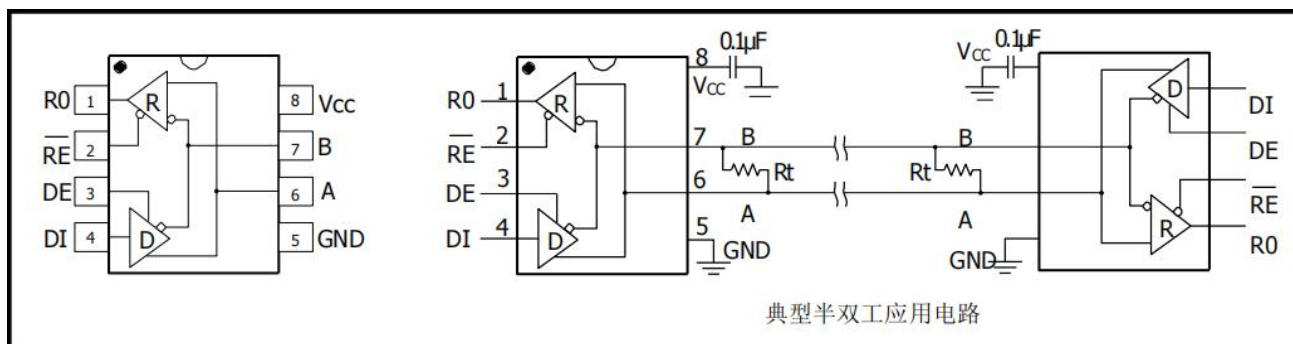 R0 1 R 8 Vcc
RE 2 7 B
DE 3 6 A
DI 4 D 5 GND
0.1μF
8
VCC
R0 1 R
RE 2
7 B
Rt
DE 3
6 A
DI 4 D
5
GND
VCC 0.1μF
D
DI
DE
B
Rt
A
RE
R
R0
GND
典型半双工应用电路